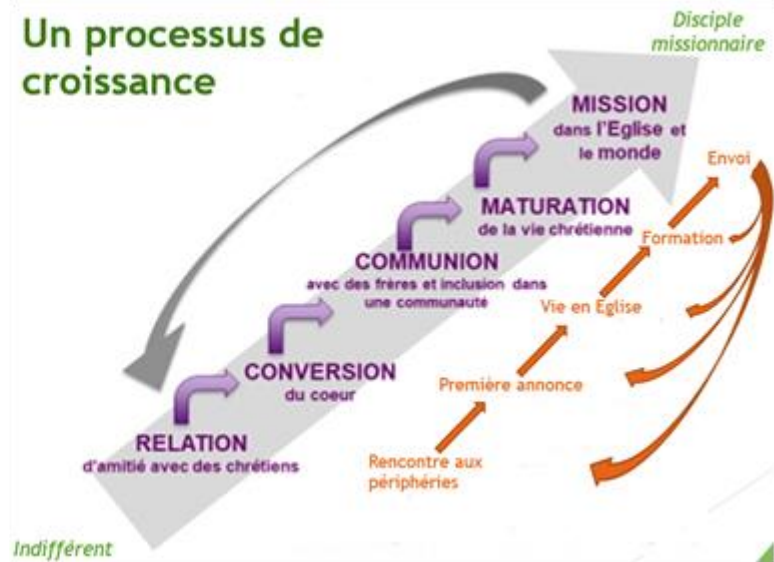 Un processus de
croissance
Disciple
missionnaire
MISSION
dans l'Eglise et
le monde
Envoi
MATURATION
de la vie chrétienne
Formation
COMMUNION
avec des frères et inclusion dans
une communauté
Vie en Eglise
CONVERSION
du coeur
Première annonce
RELATION
d'amitié avec des chrétiens
Rencontre aux
périphéries
Indifférent